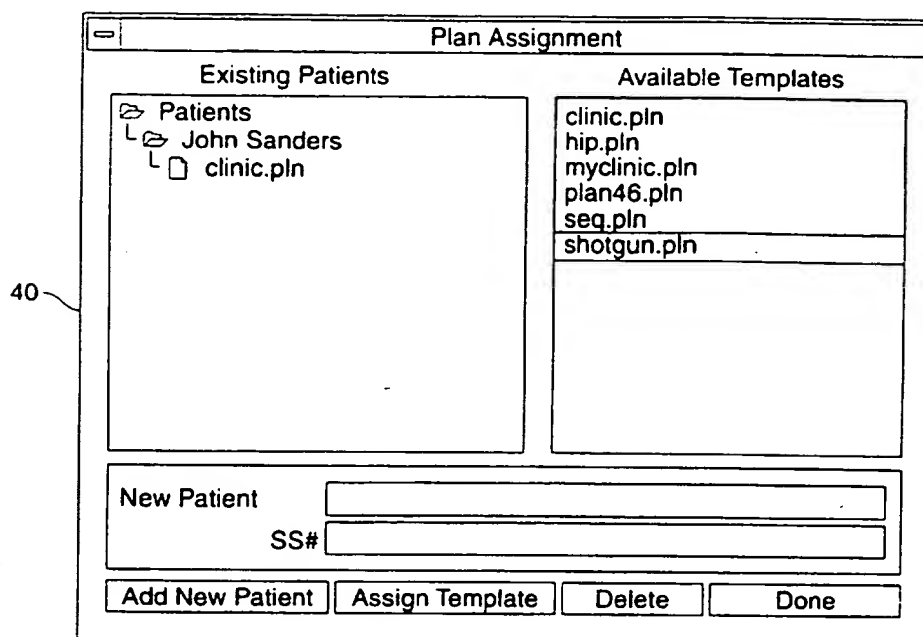 Plan Assignment
Existing Patients
Available Templates
Patients
John Sanders
clinic.pln
clinic.pln
hip.pln
myclinic.pln
plan46.pln
seq.pln
shotgun.pln
40
New Patient
SS#
Add New Patient
Assign Template
Delete
Done